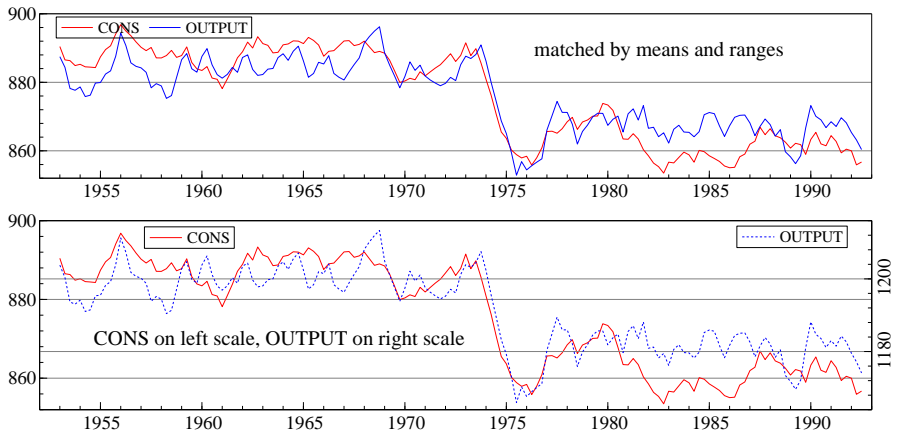 900
CONS OUTPUT
matched by means and ranges
880
860
1955 1960 1965 1970 1975 1980 1985 1990
900
CONS
OUTPUT
1200
880
CONS on left scale, OUTPUT on right scale
1180
860
1955 1960 1965 1970 1975 1980 1985 1990